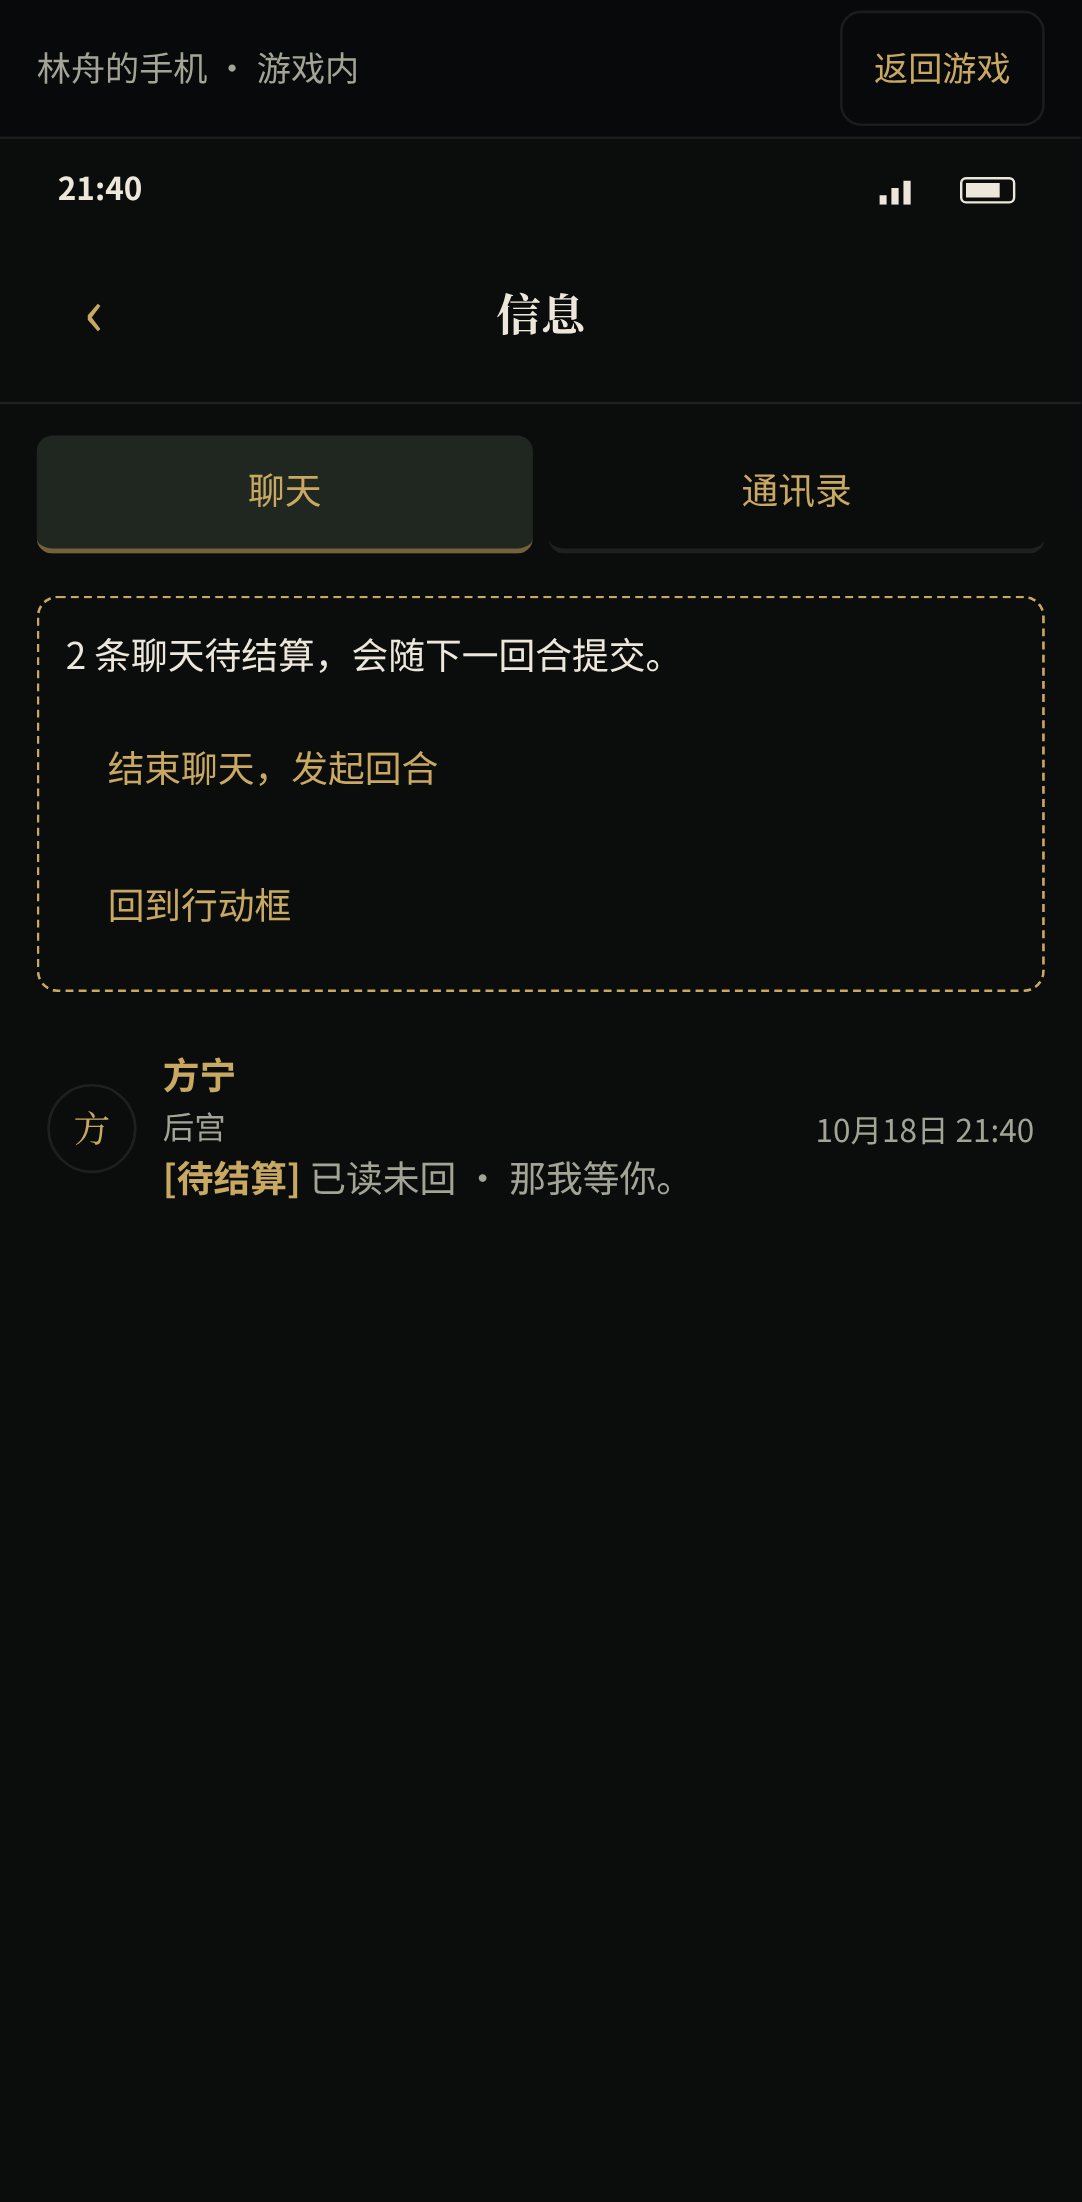 林舟的手机 · 游戏内
返回游戏
21:40
‹
信息
聊天
通讯录
2 条聊天待结算，会随下一回合提交。
结束聊天，发起回合
回到行动框
方
方宁
后宫
10月18日 21:40
[待结算] 已读未回 · 那我等你。